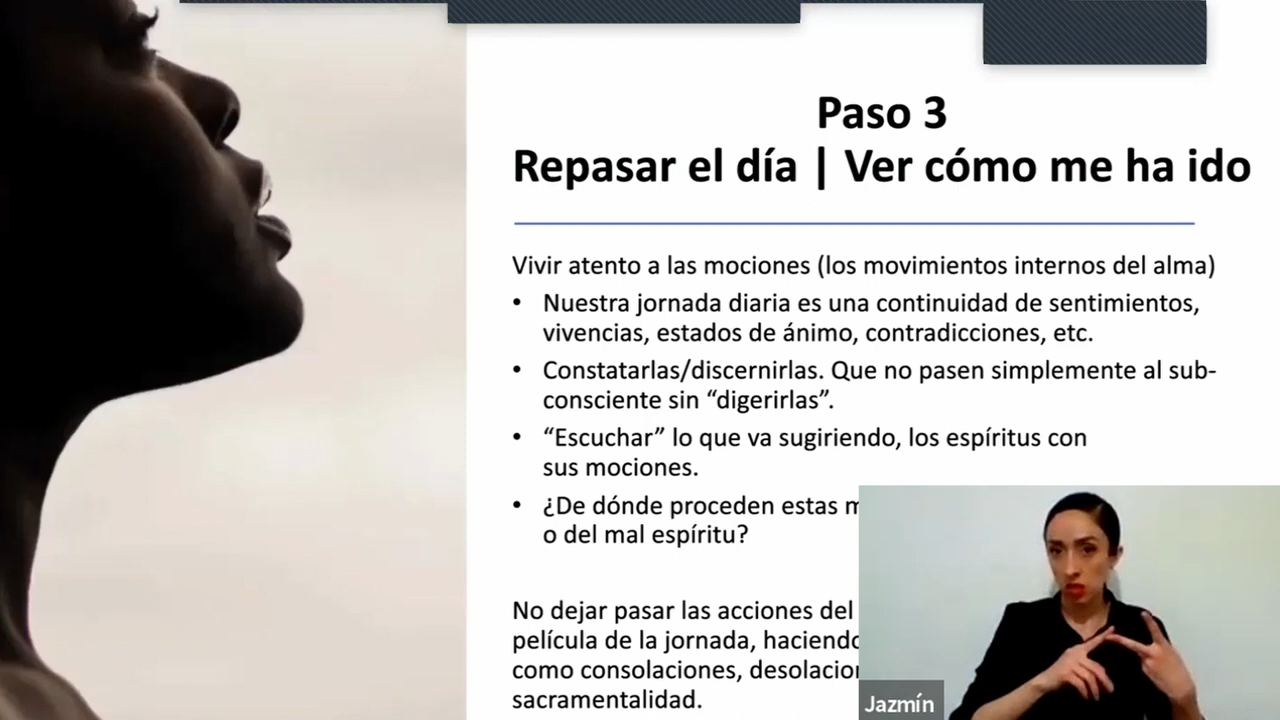 Paso 3
Repasar el día | Ver cómo me ha ido
Vivir atento a las mociones (los movimientos internos del alma)
• Nuestra jornada diaria es una continuidad de sentimientos,
vivencias, estados de ánimo, contradicciones, etc.
• Constatarlas/discernirlas. Que no pasen simplemente al sub-
consciente sin “digerirlas”.
• “Escuchar” lo que va sugiriendo, los espíritus con
sus mociones.
• ¿De dónde proceden estas
o del mal espíritu?
No dejar pasar las acciones del
película de la jornada,
como consolaciones,
sacramentalidad.
Jazmín